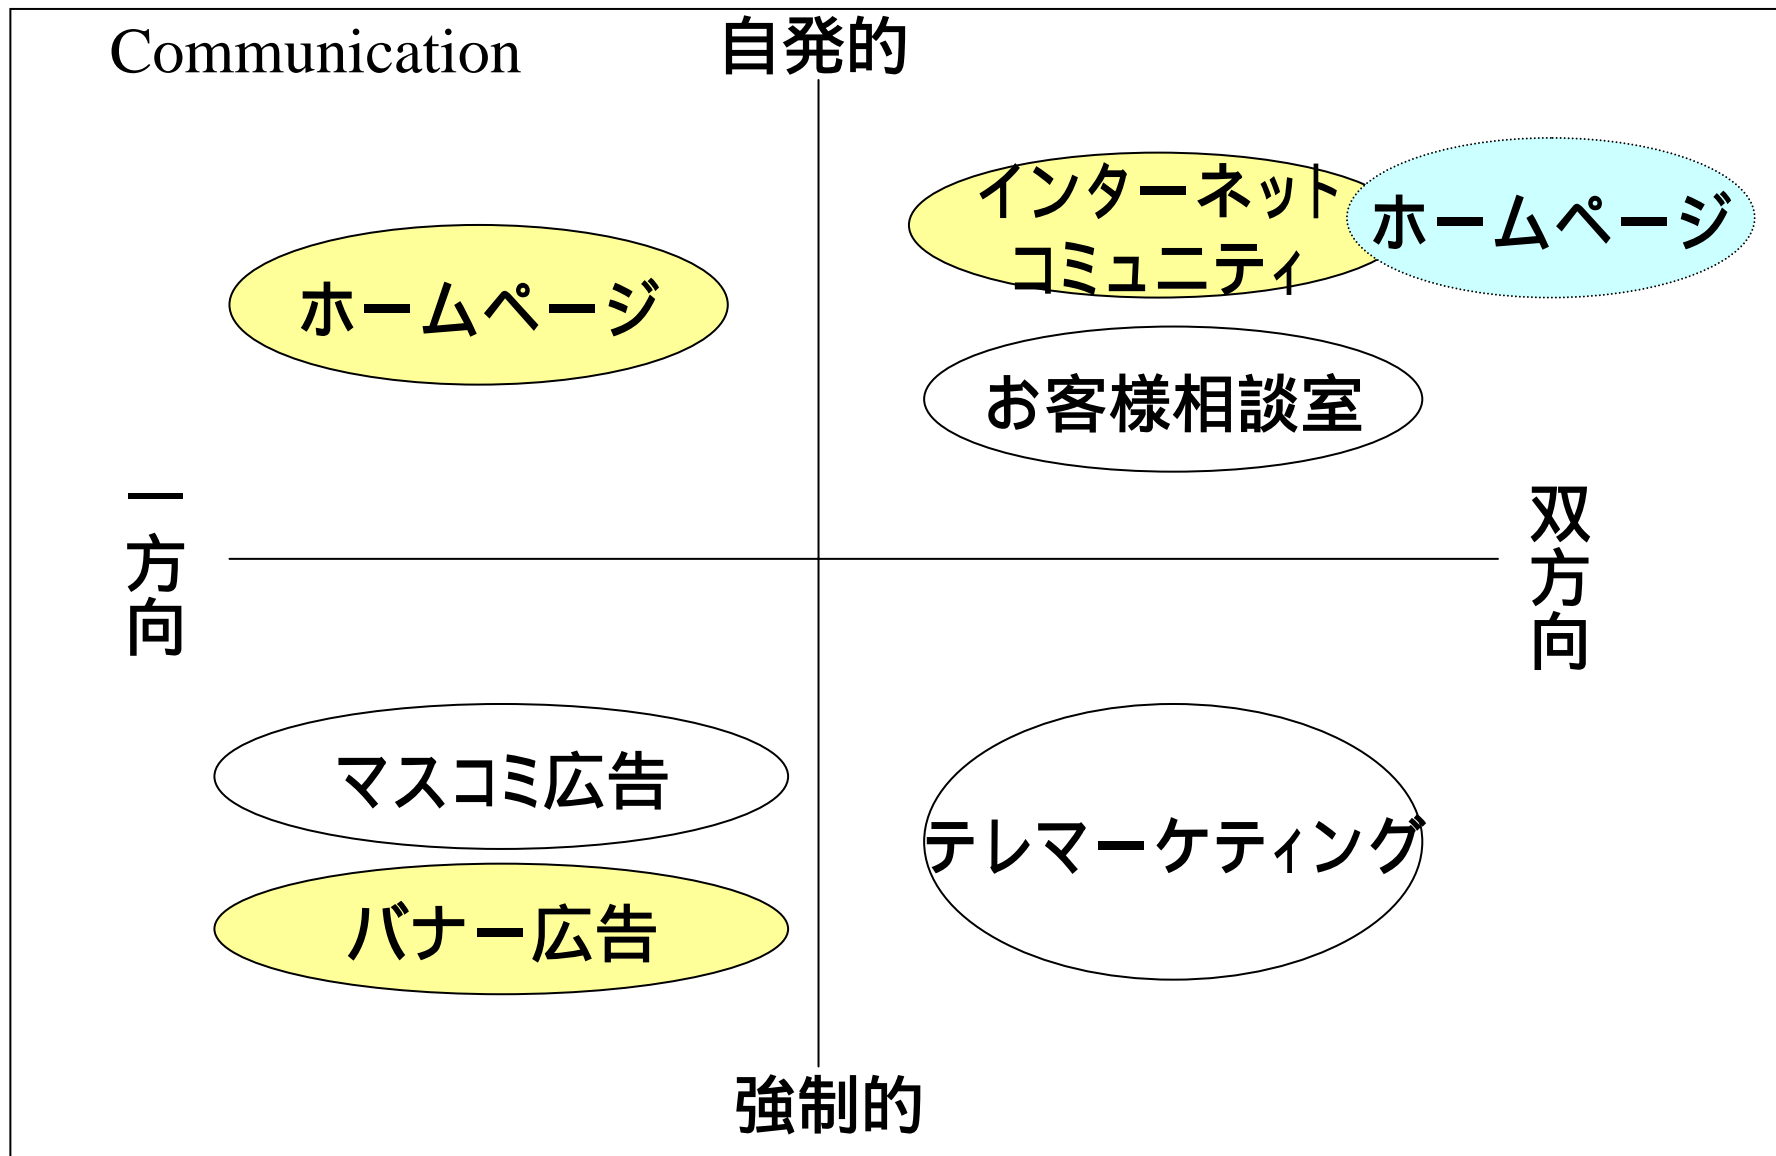 Communication
自発的
インターネット
コミュニティ
ホームページ
ホームページ
お客様相談室
一方向
双方向
マスコミ広告
テレマーケティング
バナー広告
強制的